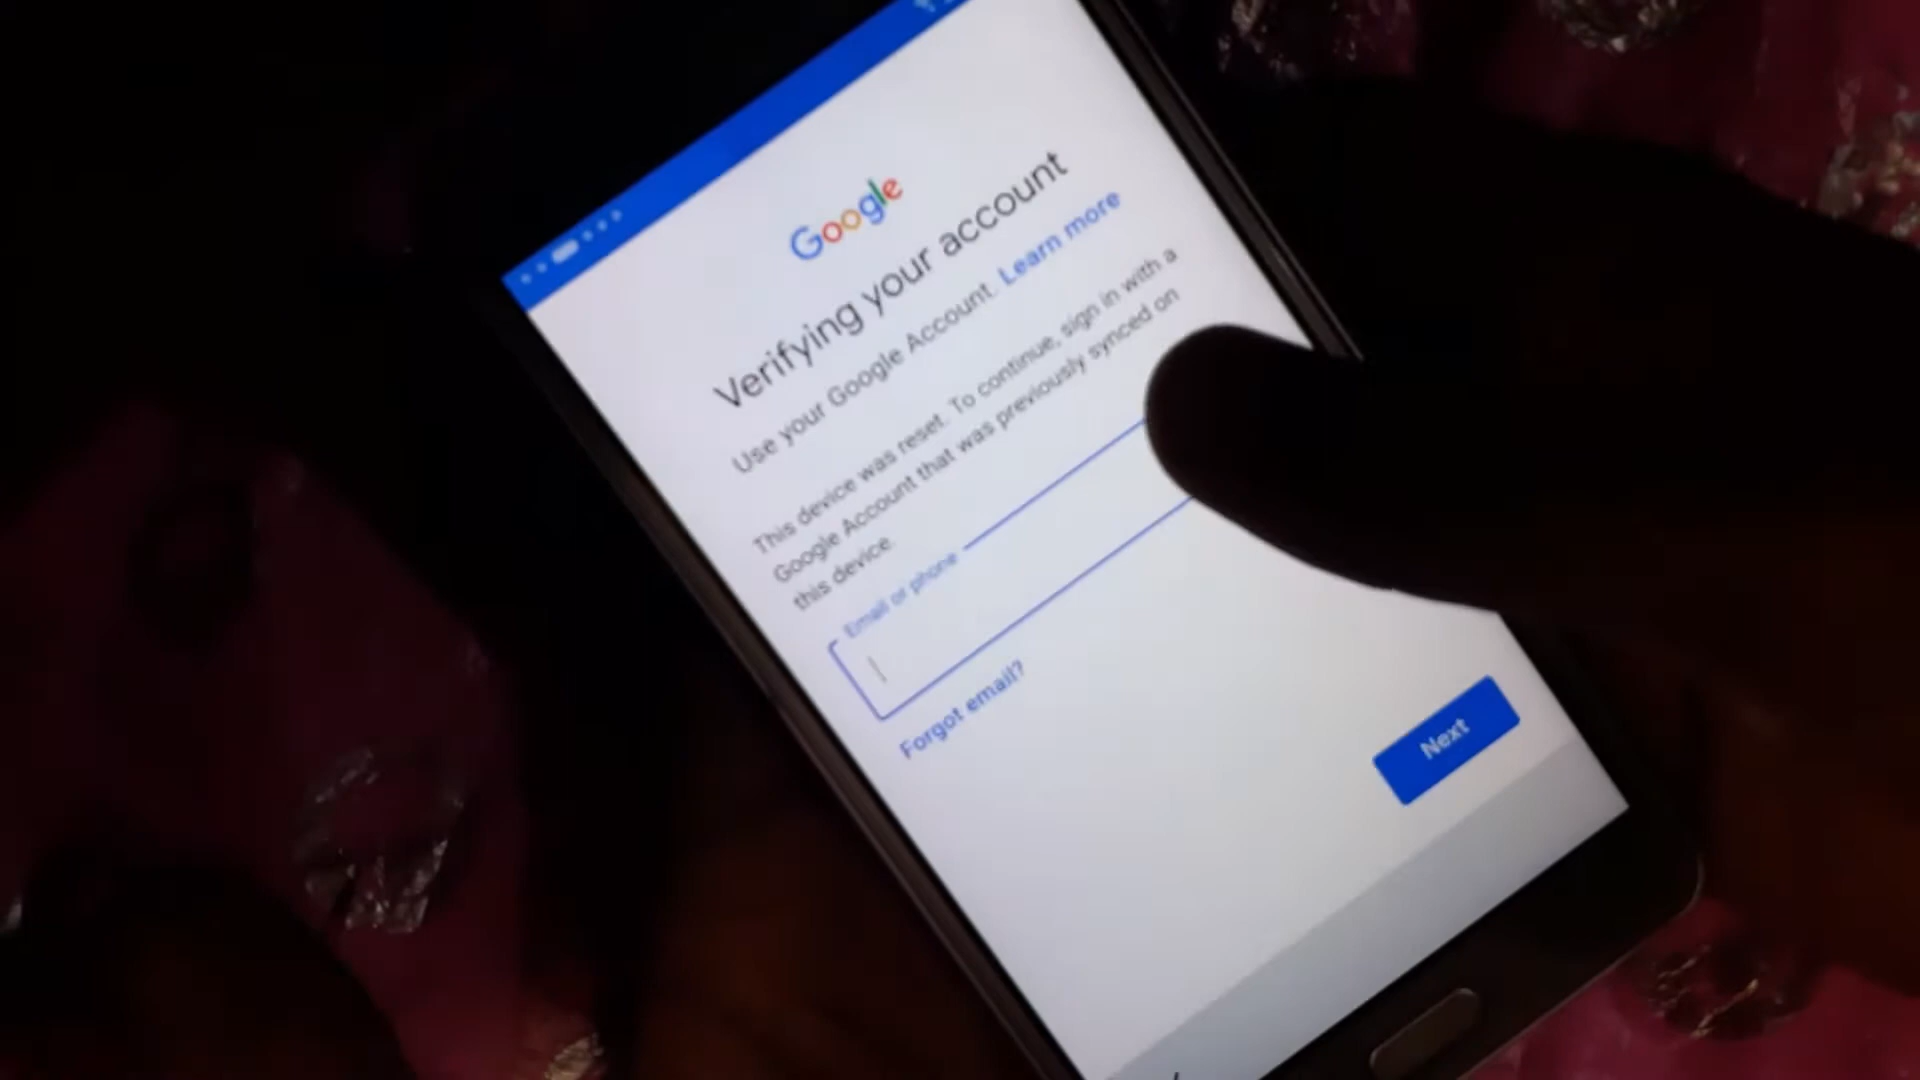 Google
Verifying your account
Use your Google Account. Learn more
This device was reset. To continue, sign in with a
Google Account that was previously synced on
this device.
Email or phone
Forgot email?
Next